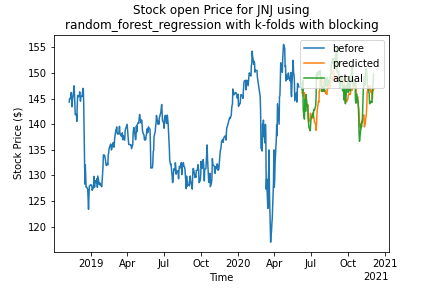 Stock open Price for JNJ using
random_forest_regression with k-folds with blocking
before
predicted
actual
155
150
145
140
135
130
125
120
Stock Price ($)
2019 Apr Jul Oct 2020 Apr Jul Oct 2021
Time
2021